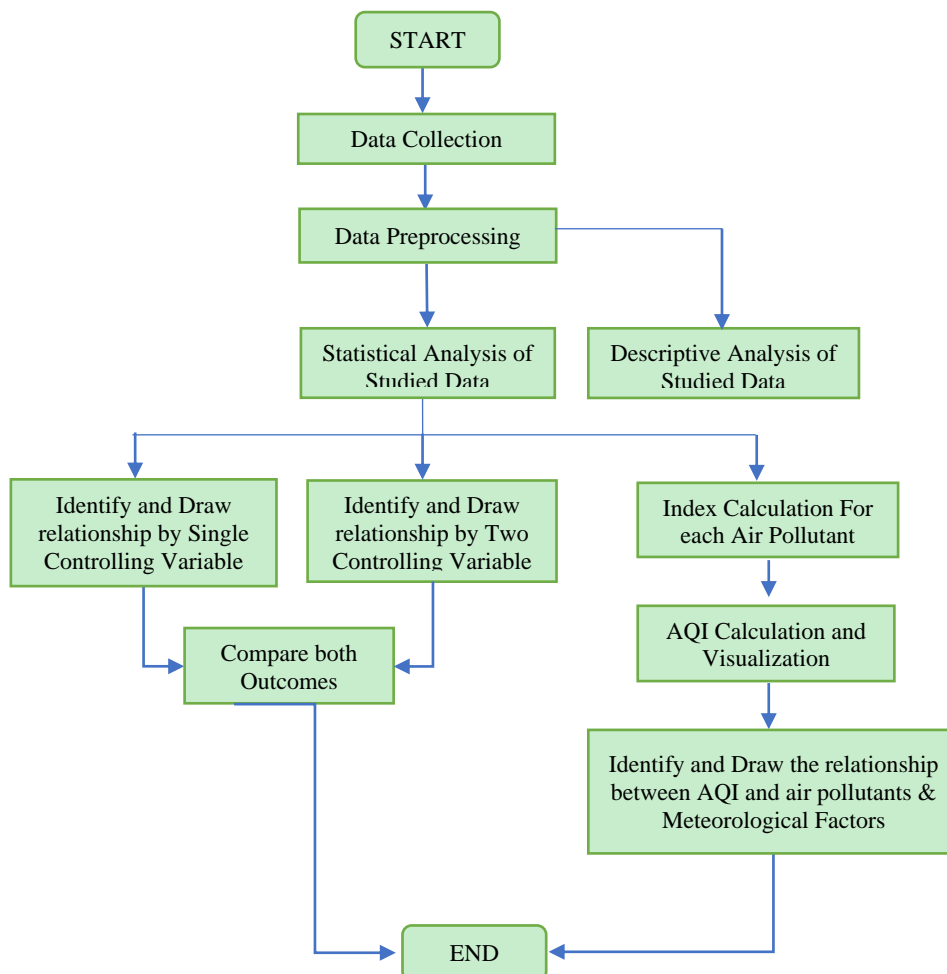 START
Data Collection
Data Preprocessing
Statistical Analysis of
Studied Data
Descriptive Analysis of
Studied Data
Identify and Draw
relationship by Single
Controlling Variable
Identify and Draw
relationship by Two
Controlling Variable
Index Calculation For
each Air Pollutant
Compare both
Outcomes
AQI Calculation and
Visualization
Identify and Draw the relationship
between AQI and air pollutants &
Meteorological Factors
END